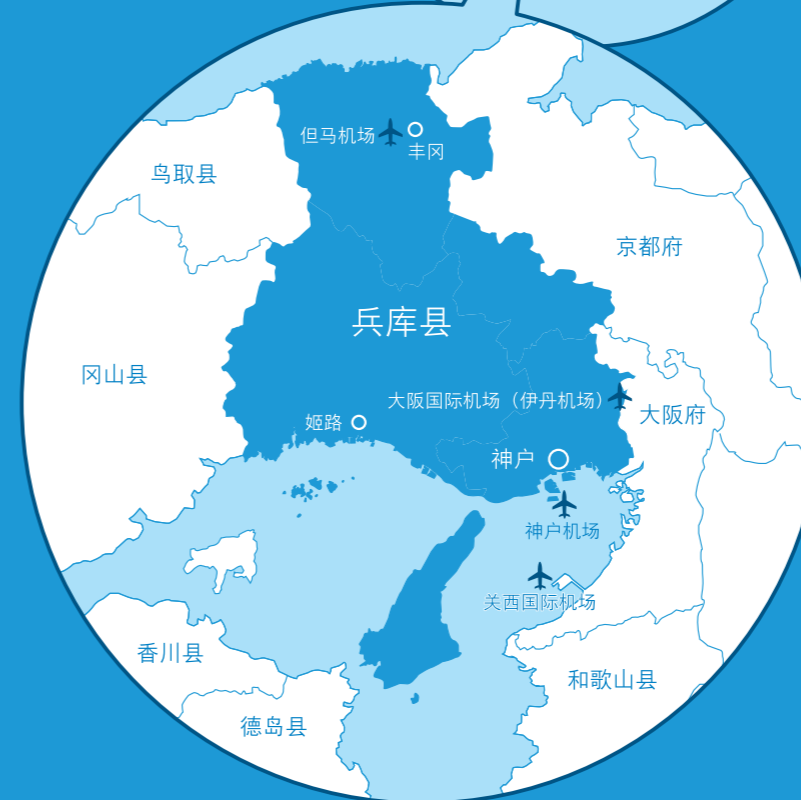 但马机场
丰冈
鸟取县
京都府
兵库县
冈山县
大阪国际机场（伊丹机场）
大阪府
姬路
神户
神户机场
关西国际机场
香川县
和歌山县
德岛县